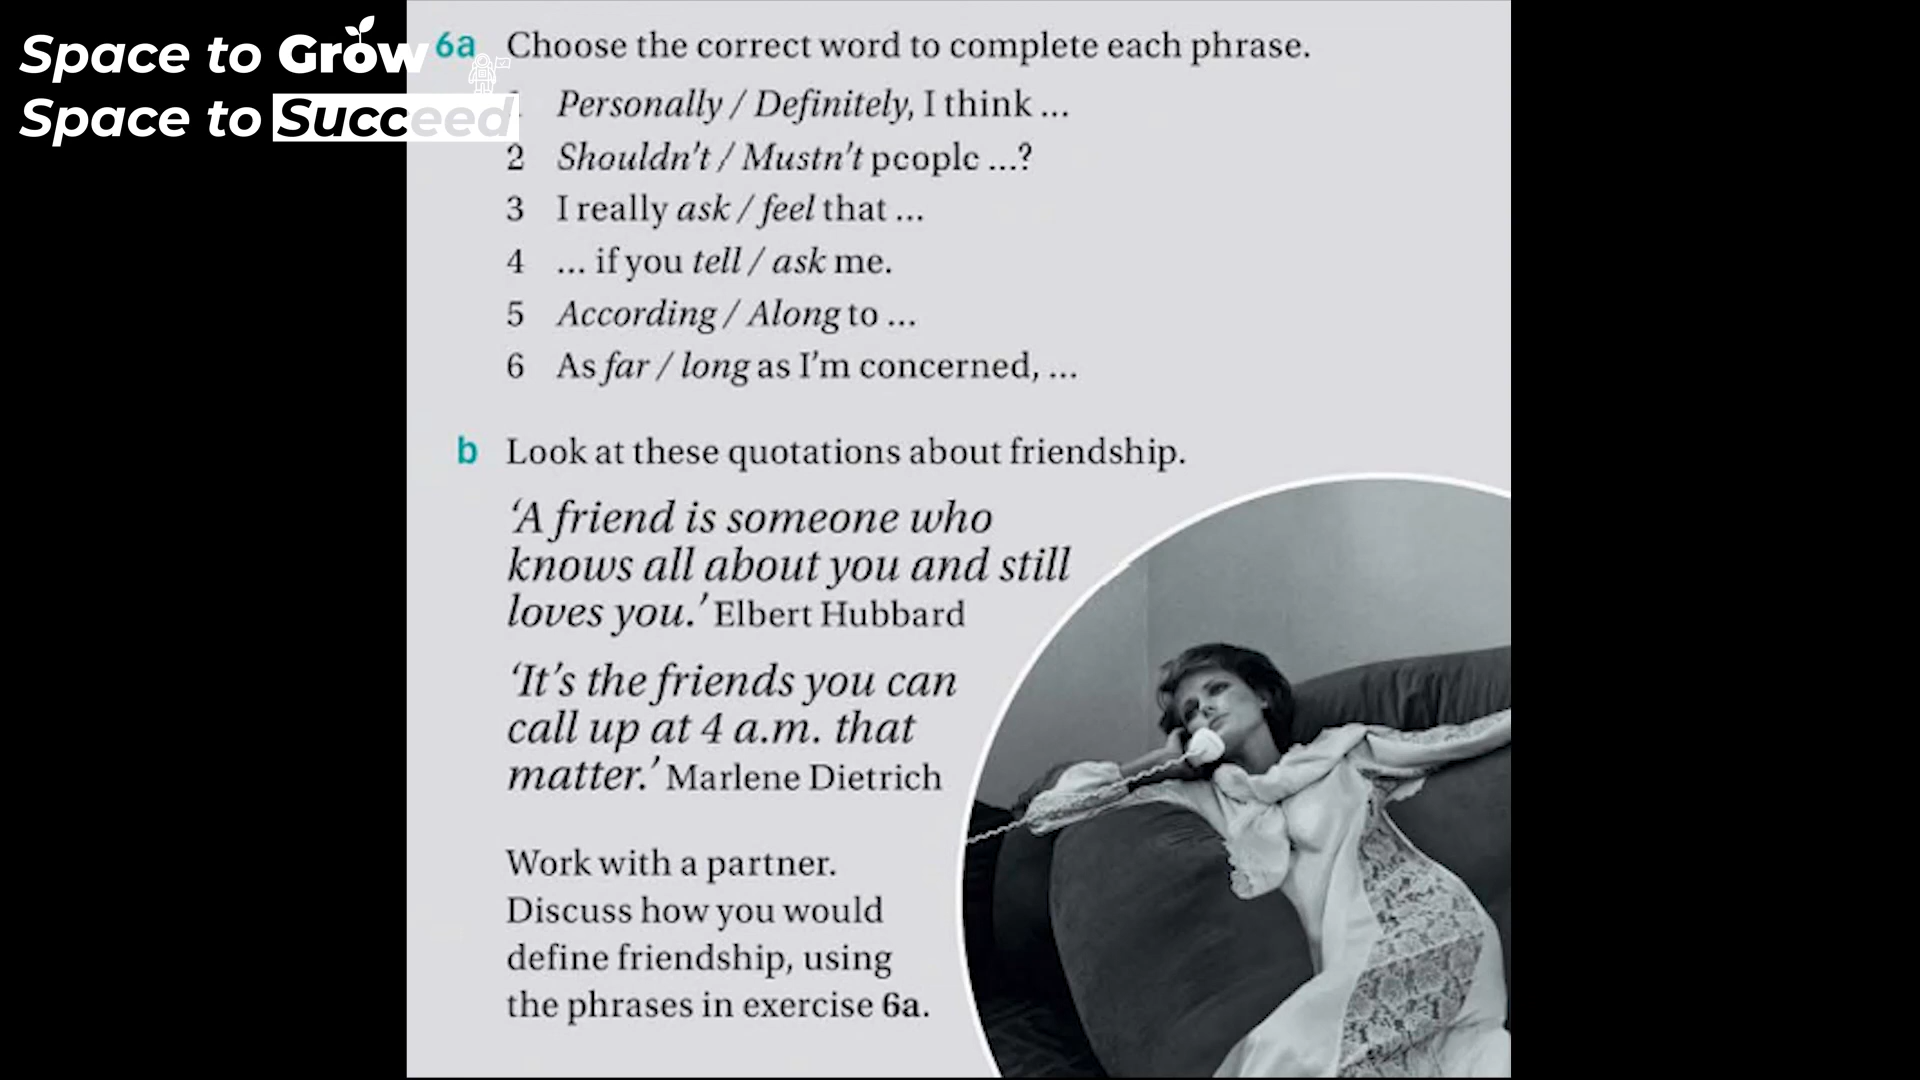 Space to Grow
Space to Succeed
6a Choose the correct word to complete each phrase.
Personally / Definitely, I think ...
2 Shouldn't / Mustn't people ...?
3 I really ask / feel that ...
4 ... if you tell / ask me.
5 According / Along to ...
6 As far / long as I'm concerned, ...
b Look at these quotations about friendship.
'A friend is someone who
knows all about you and still
loves you.' Elbert Hubbard
'It's the friends you can
call up at 4 a.m. that
matter.' Marlene Dietrich
Work with a partner.
Discuss how you would
define friendship, using
the phrases in exercise 6a.